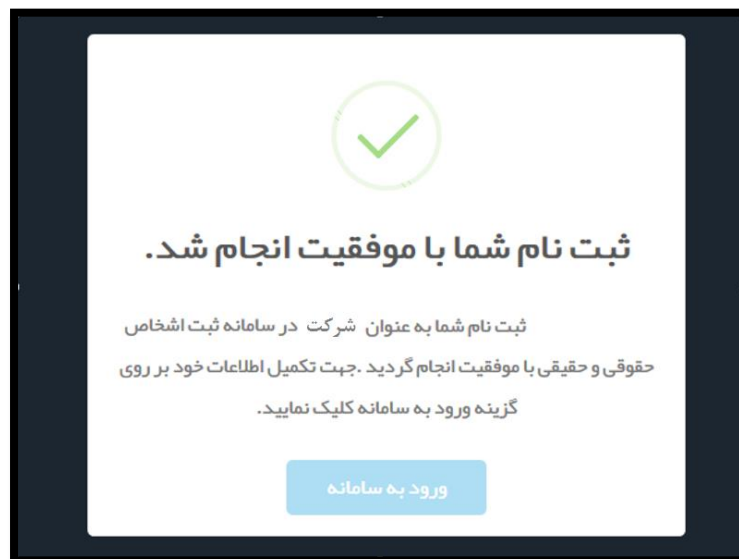 ثبت نام شما با موفقیت انجام شد.
ثبت نام شما به عنوان شرکت در سامانه ثبت اشخاص
حقوقی و حقیقی با موفقیت انجام گردید .جهت تکمیل اطلاعات خود بر روی
گزینه ورود به سامانه کلیک نمایید.
ورود به سامانه